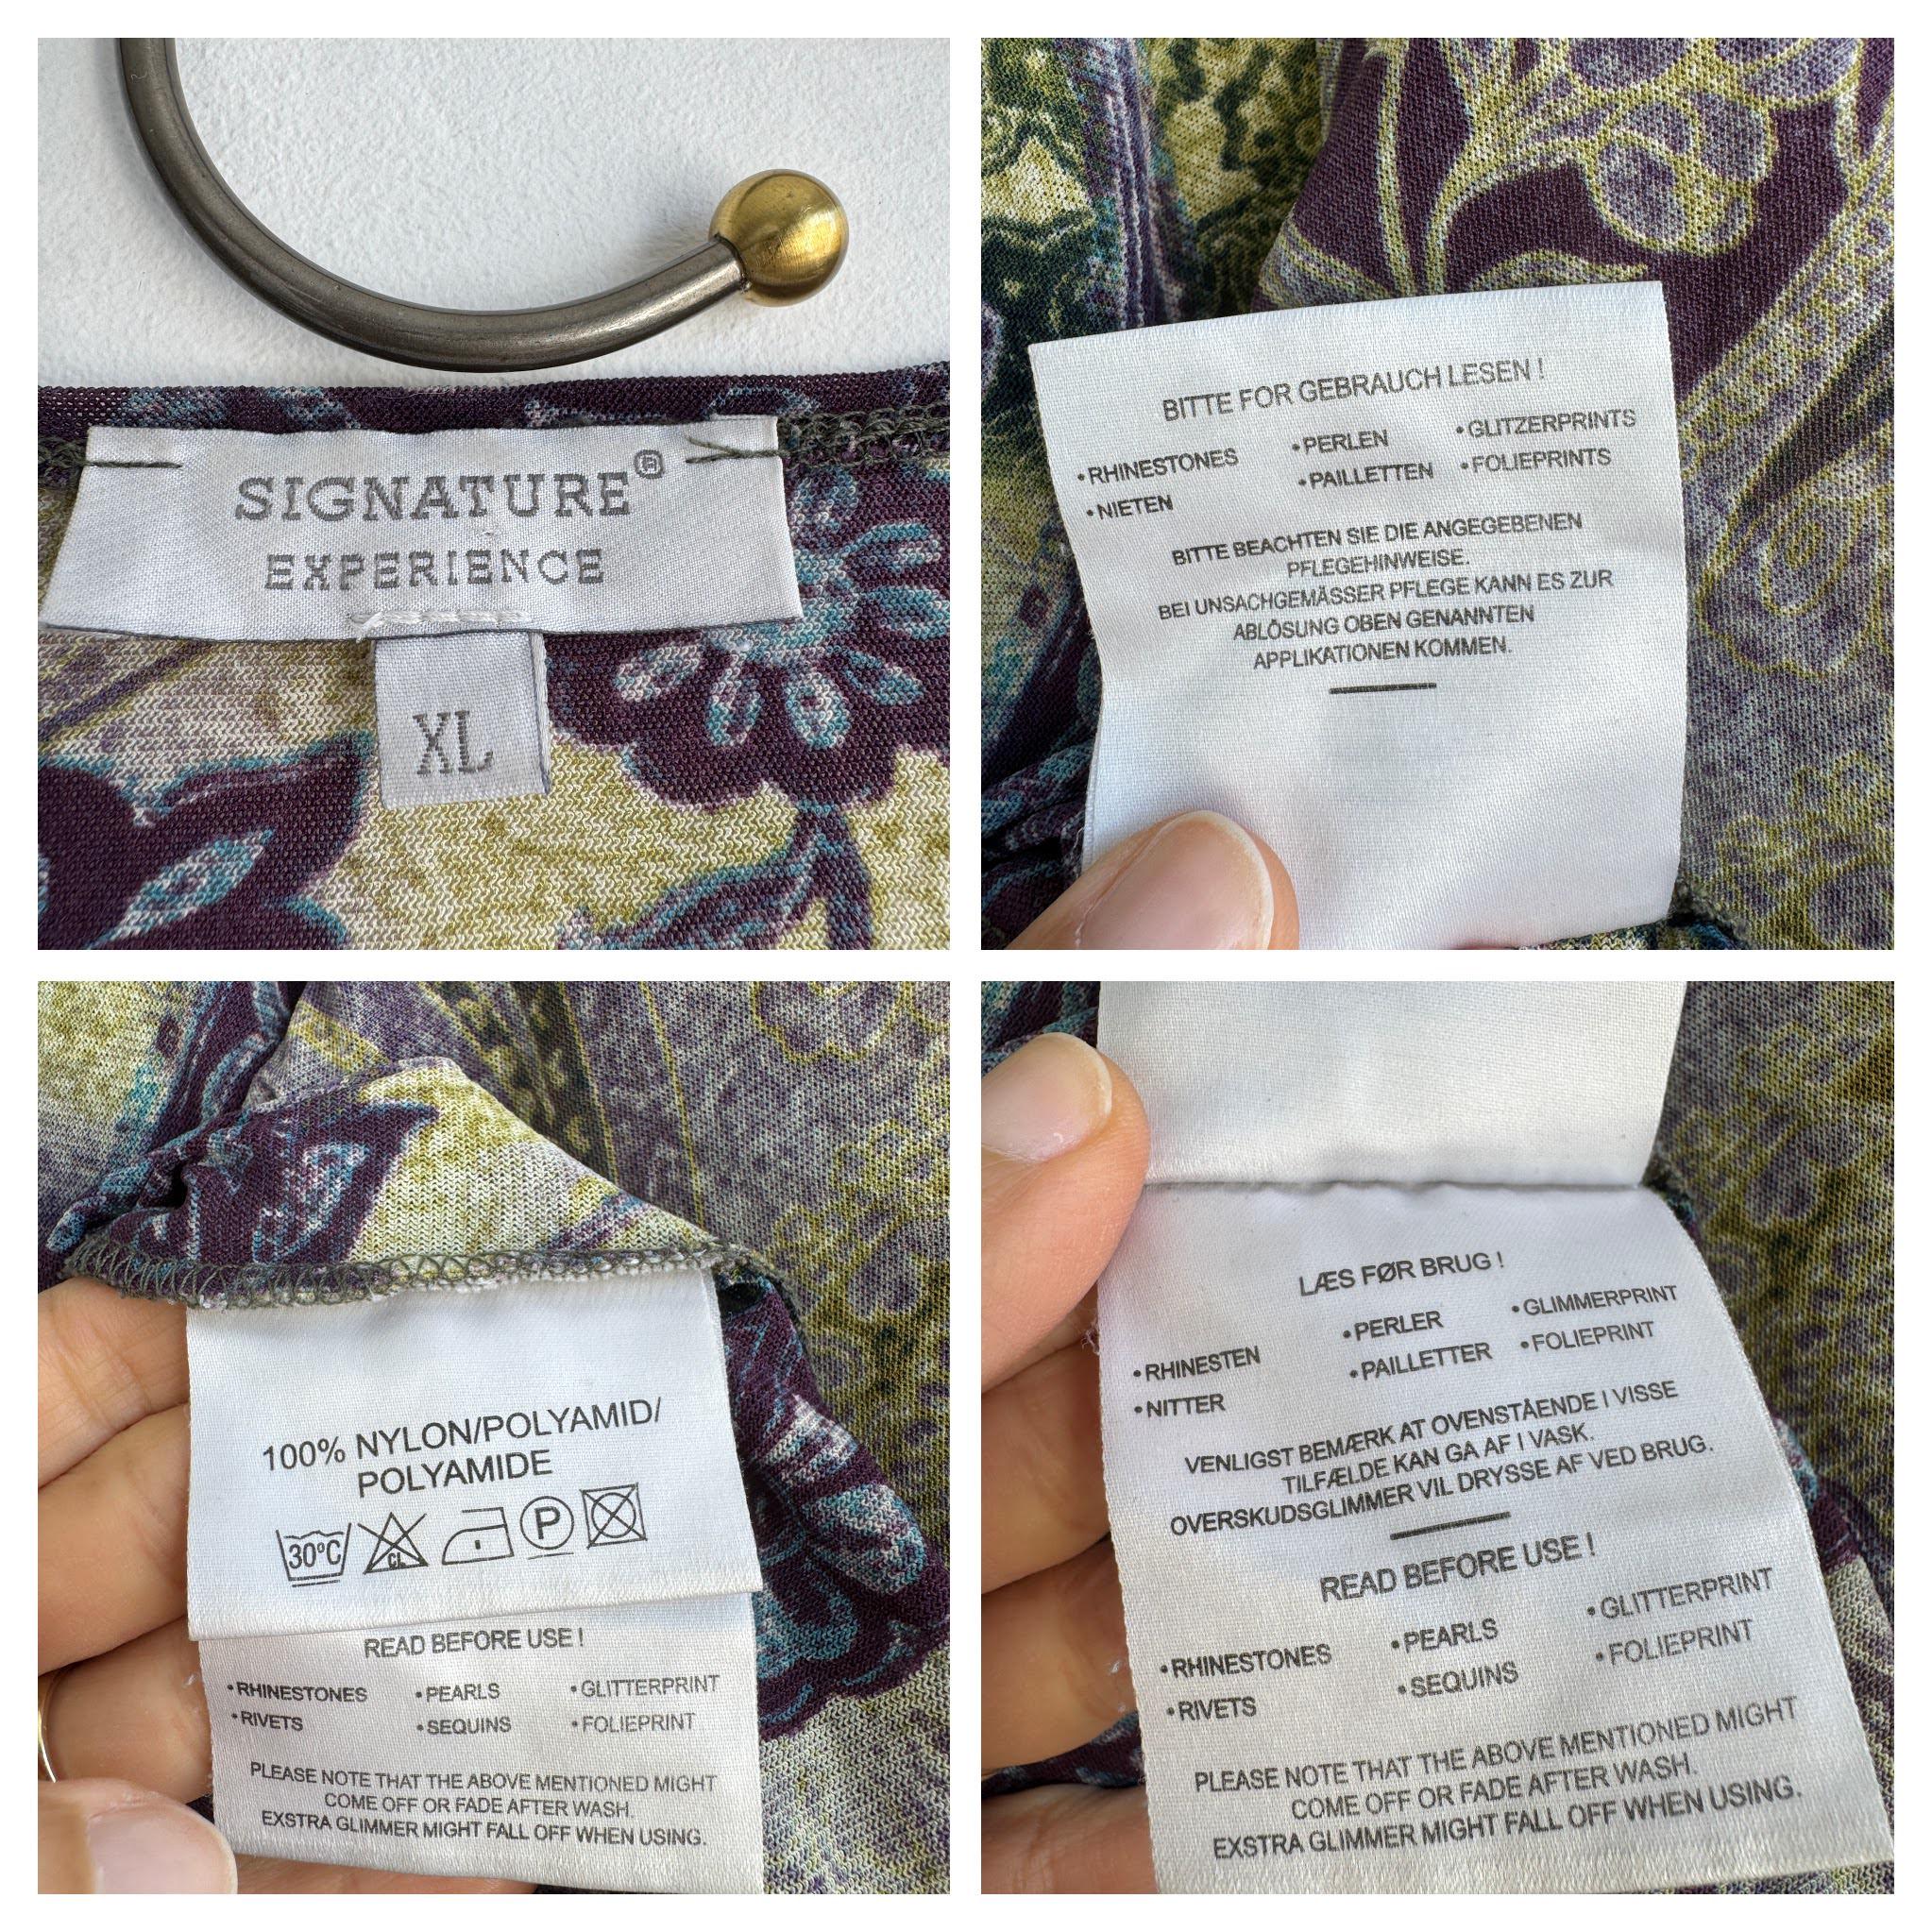 SIGNATURE®
EXPERIENCE
XL
BITTE FOR GEBRAUCH LESEN !
•RHINESTONES •PERLEN •GLITZERPRINTS
•NIETEN •PAILLETTEN •FOLIEPRINTS
BITTE BEACHTEN SIE DIE ANGEGEBENEN
PFLEGEHINWEISE.
BEI UNSACHGEMÄSSER PFLEGE KANN ES ZUR
ABLÖSUNG OBEN GENANNTEN
APPLIKATIONEN KOMMEN.
100% NYLON/POLYAMID/
POLYAMIDE
30°C CL P
READ BEFORE USE !
•RHINESTONES •PEARLS •GLITTERPRINT
•RIVETS •SEQUINS •FOLIEPRINT
PLEASE NOTE THAT THE ABOVE MENTIONED MIGHT
COME OFF OR FADE AFTER WASH.
EXSTRA GLIMMER MIGHT FALL OFF WHEN USING.
LÆS FØR BRUG !
•RHINESTEN •PERLER •GLIMMERPRINT
•NITTER •PAILLETTER •FOLIEPRINT
VENLIGST BEMÆRK AT OVENSTÅENDE I VISSE
TILFÆLDE KAN GA AF I VASK.
OVERSKUDSGLIMMER VIL DRYSSE AF VED BRUG.
READ BEFORE USE !
•RHINESTONES •PEARLS •GLITTERPRINT
•RIVETS •SEQUINS •FOLIEPRINT
PLEASE NOTE THAT THE ABOVE MENTIONED MIGHT
COME OFF OR FADE AFTER WASH.
EXSTRA GLIMMER MIGHT FALL OFF WHEN USING.